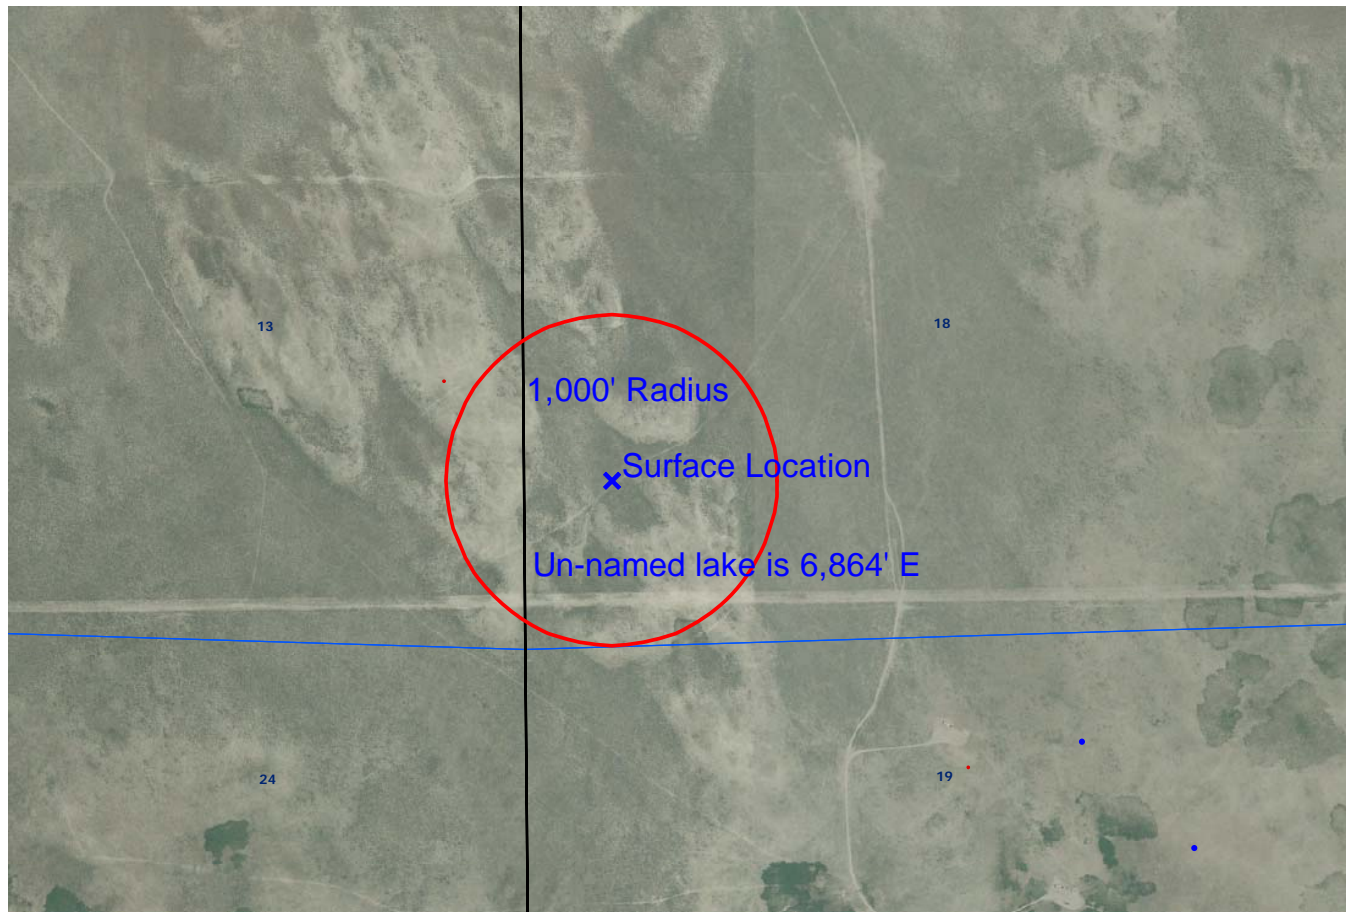 18
13
1,000' Radius
Surface Location
Un-named lake is 6,864' E
24
19